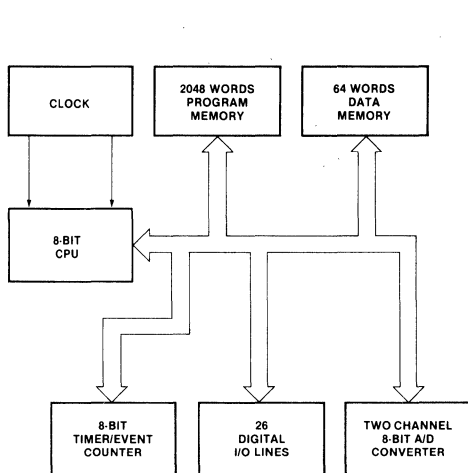 CLOCK
2048 WORDS
PROGRAM
MEMORY
64 WORDS
DATA
MEMORY
8-BIT
CPU
8-BIT
TIMER/EVENT
COUNTER
26
DIGITAL
I/O LINES
TWO CHANNEL
8-BIT A/D
CONVERTER